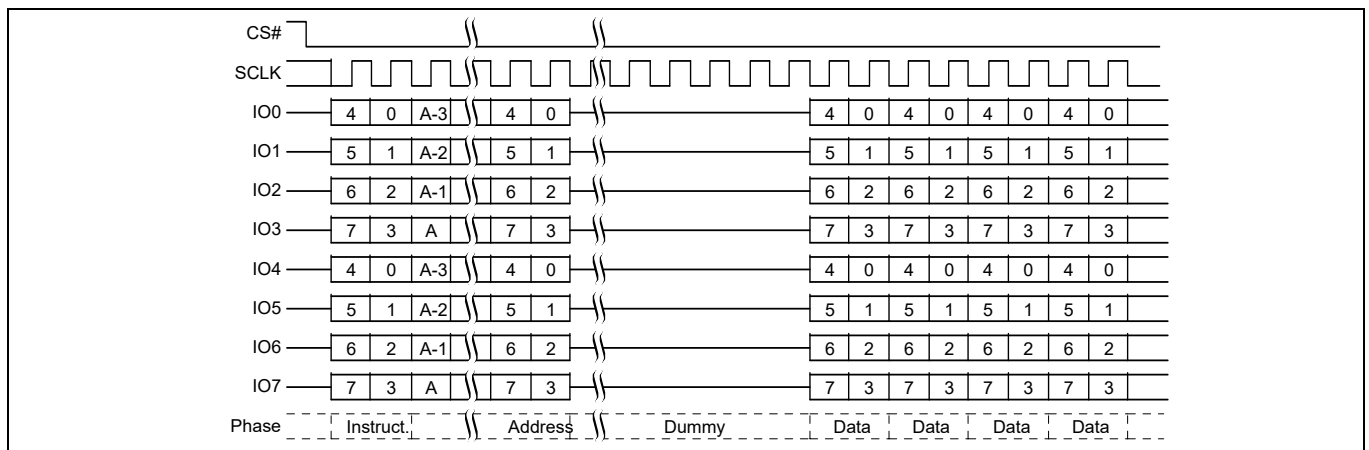 CS#
SCLK
IO0 4 0 A-3 4 0 4 0 4 0 4 0 4 0
IO1 5 1 A-2 5 1 5 1 5 1 5 1 5 1
IO2 6 2 A-1 6 2 6 2 6 2 6 2 6 2
IO3 7 3 A 7 3 7 3 7 3 7 3 7 3
IO4 4 0 A-3 4 0 4 0 4 0 4 0 4 0
IO5 5 1 A-2 5 1 5 1 5 1 5 1 5 1
IO6 6 2 A-1 6 2 6 2 6 2 6 2 6 2
IO7 7 3 A 7 3 7 3 7 3 7 3 7 3
Phase Instruct. Address Dummy Data Data Data Data